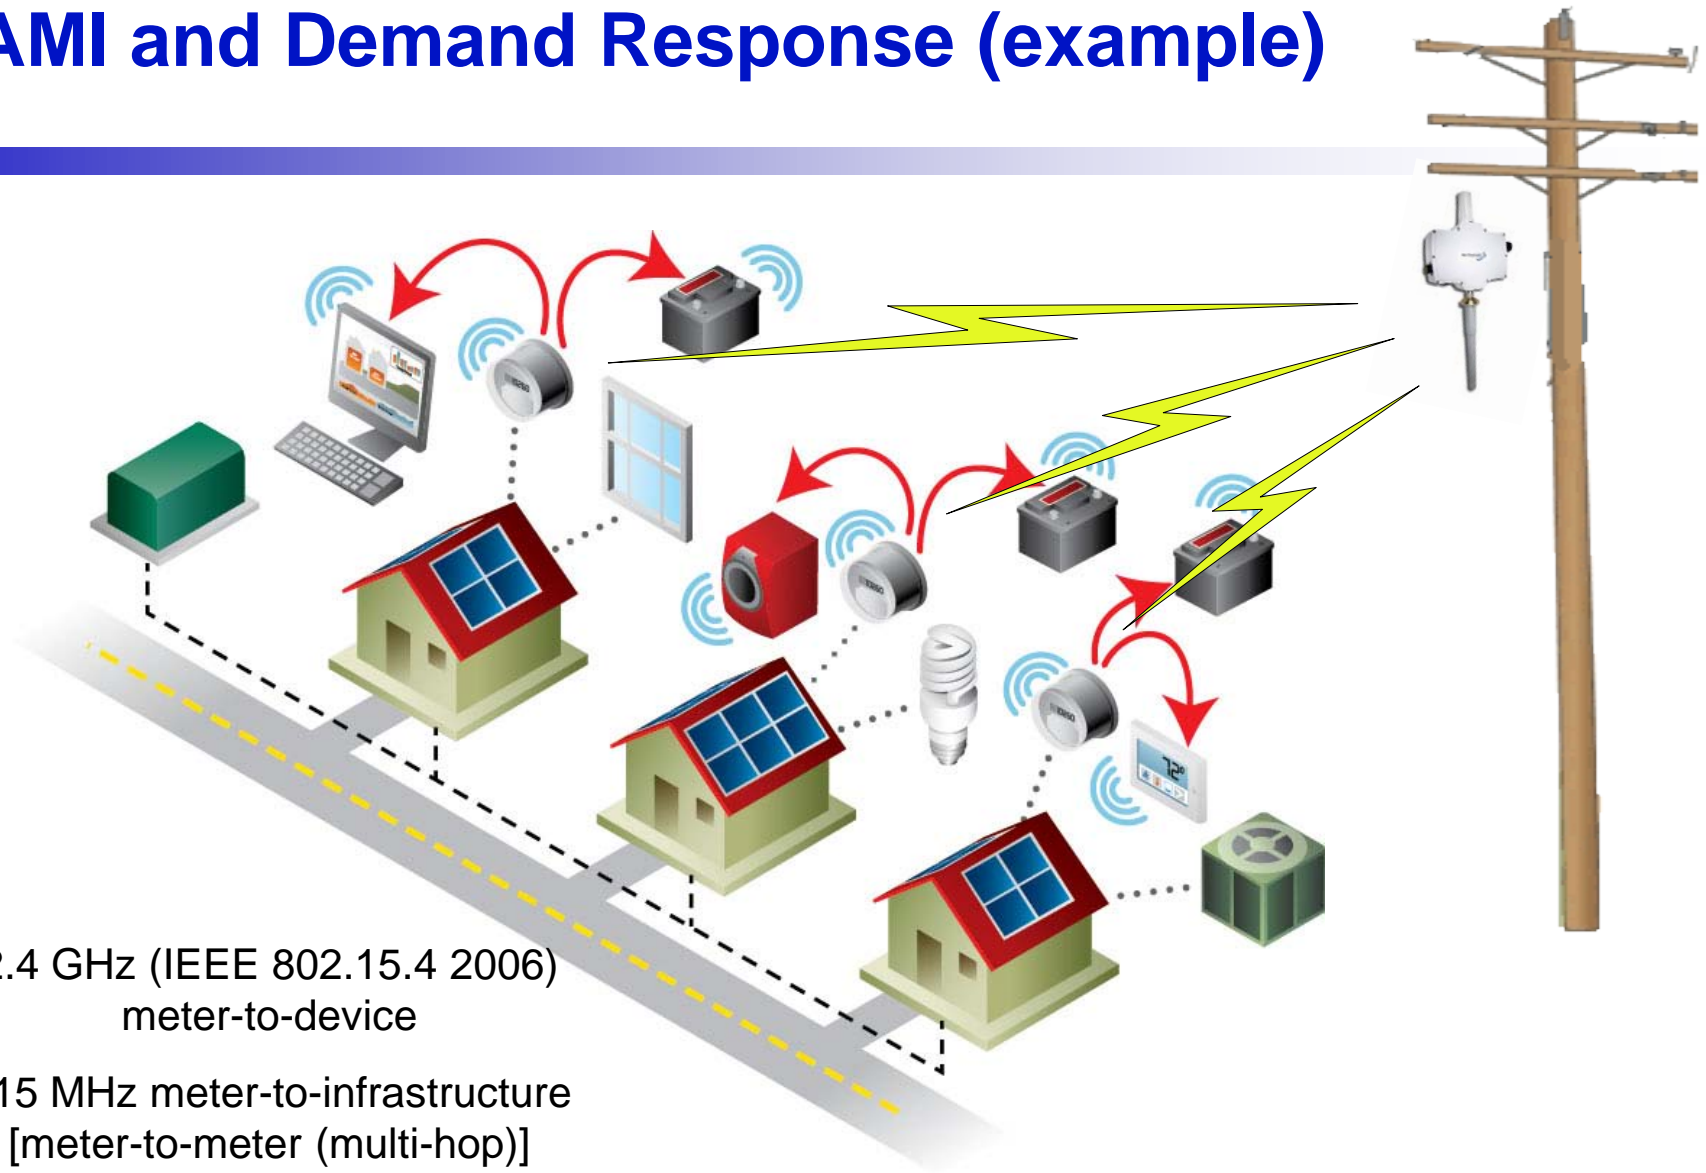 AMI and Demand Response (example)
72°
2.4 GHz (IEEE 802.15.4 2006)
meter-to-device
15 MHz meter-to-infrastructure
[meter-to-meter (multi-hop)]